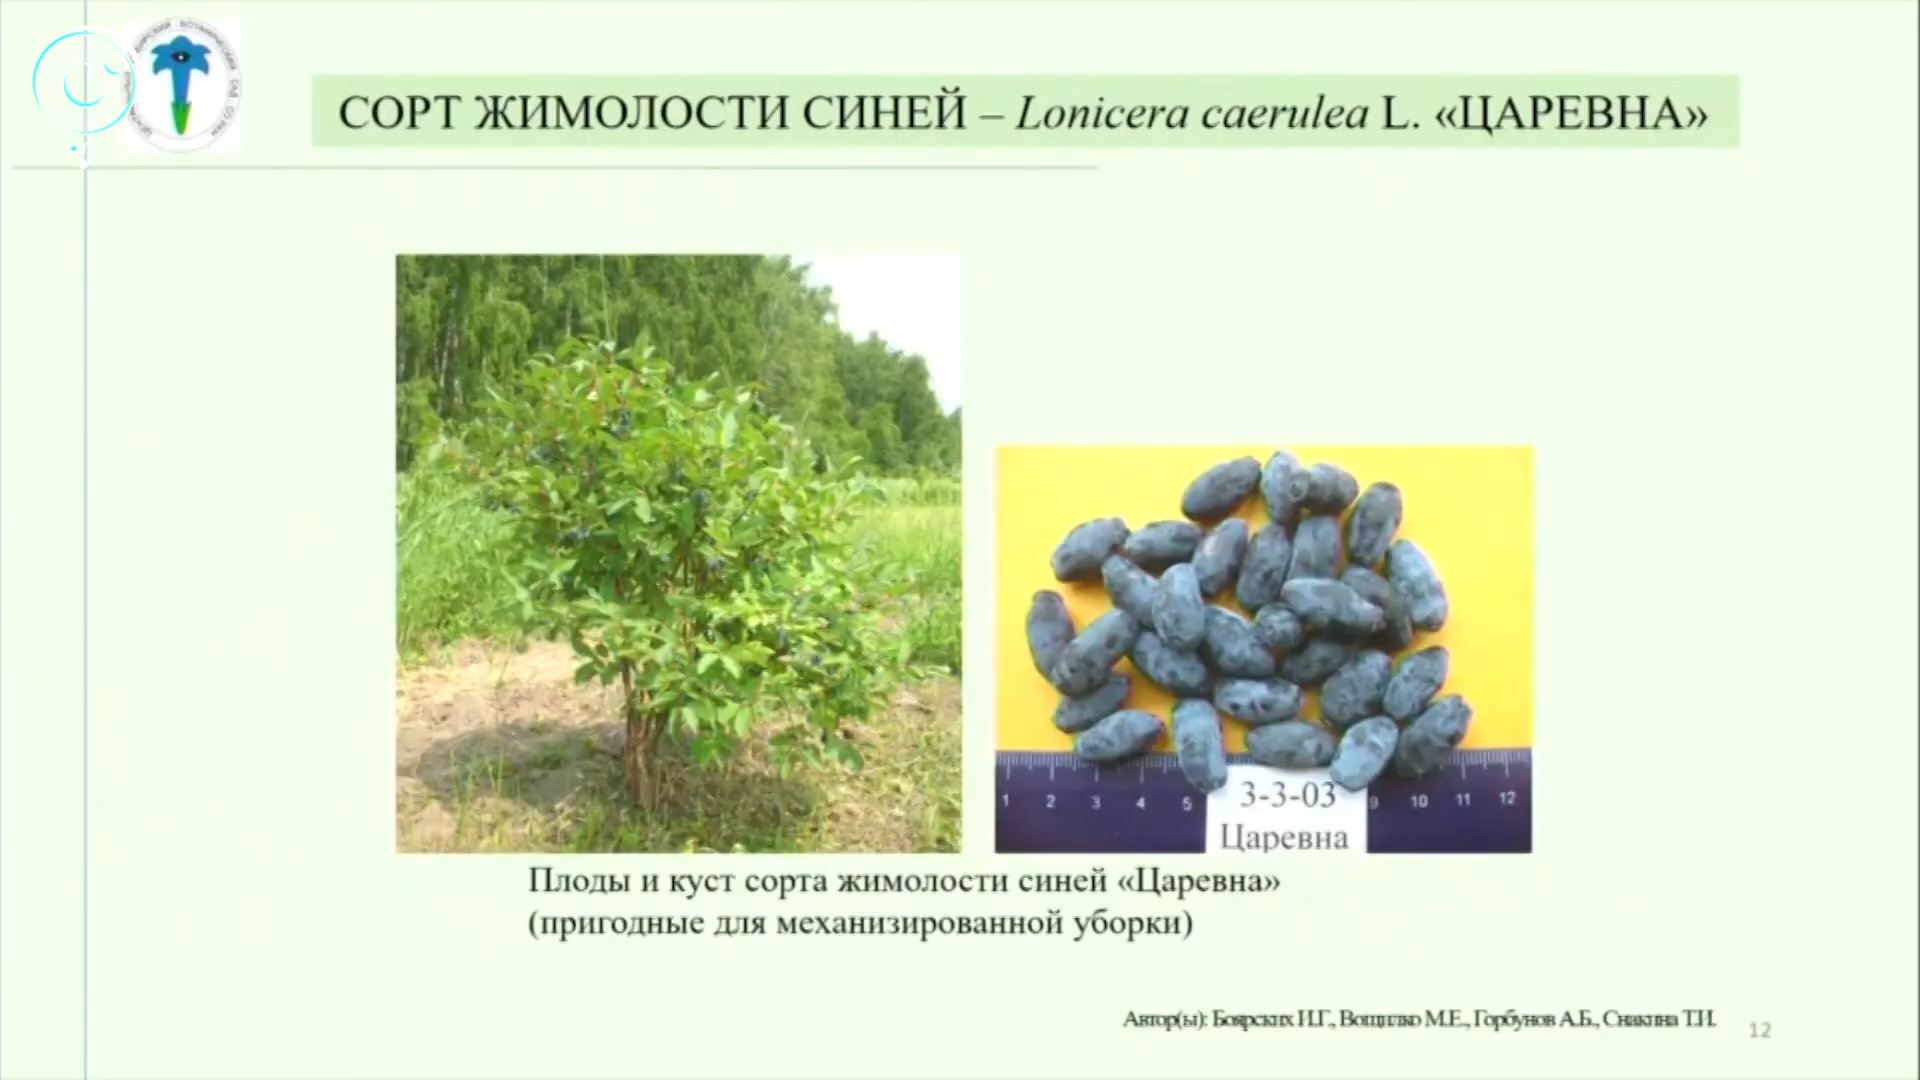 СОРТ ЖИМОЛОСТИ СИНЕЙ – Lonicera caerulea L. «ЦАРЕВНА»
1 2 3 4 5 9 10 11 12
3-3-03
Царевна
Плоды и куст сорта жимолости синей «Царевна»
(пригодные для механизированной уборки)
Автор(ы): Боярских И.Г., Вощилко М.Е., Горбунов А.Б., Снакина Т.И.
12